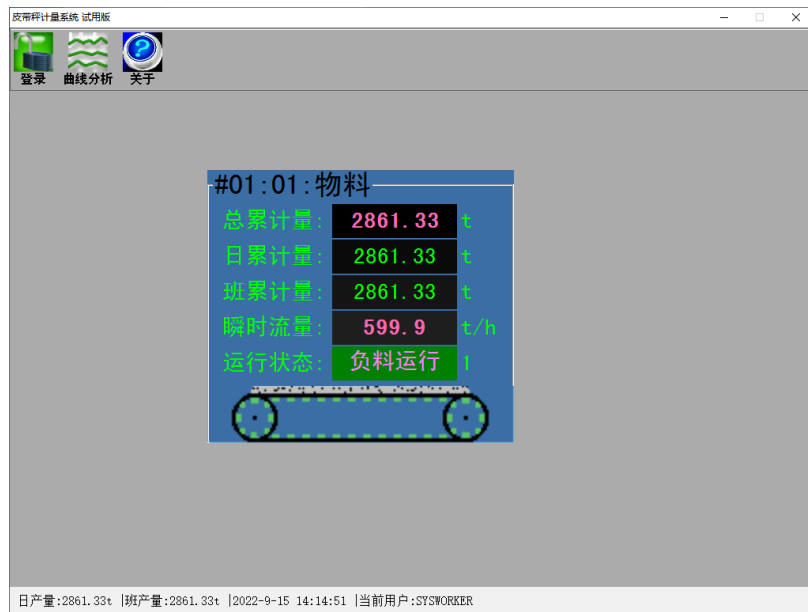 皮带秤计量系统 试用版
登录 曲线分析 关于
#01:01:物料
总累计量: 2861.33 t
日累计量: 2861.33 t
班累计量: 2861.33 t
瞬时流量: 599.9 t/h
运行状态: 负料运行 1
日产量:2861.33t |班产量:2861.33t |2022-9-15 14:14:51 |当前用户:SYSWORKER